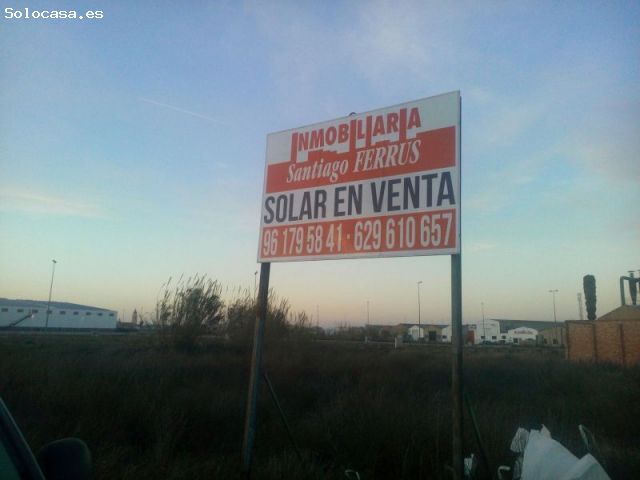 Solocasa.es
INMOBILIARIA
Santiago FERRUS
SOLAR EN VENTA
96 179 58 41 · 629 610 657